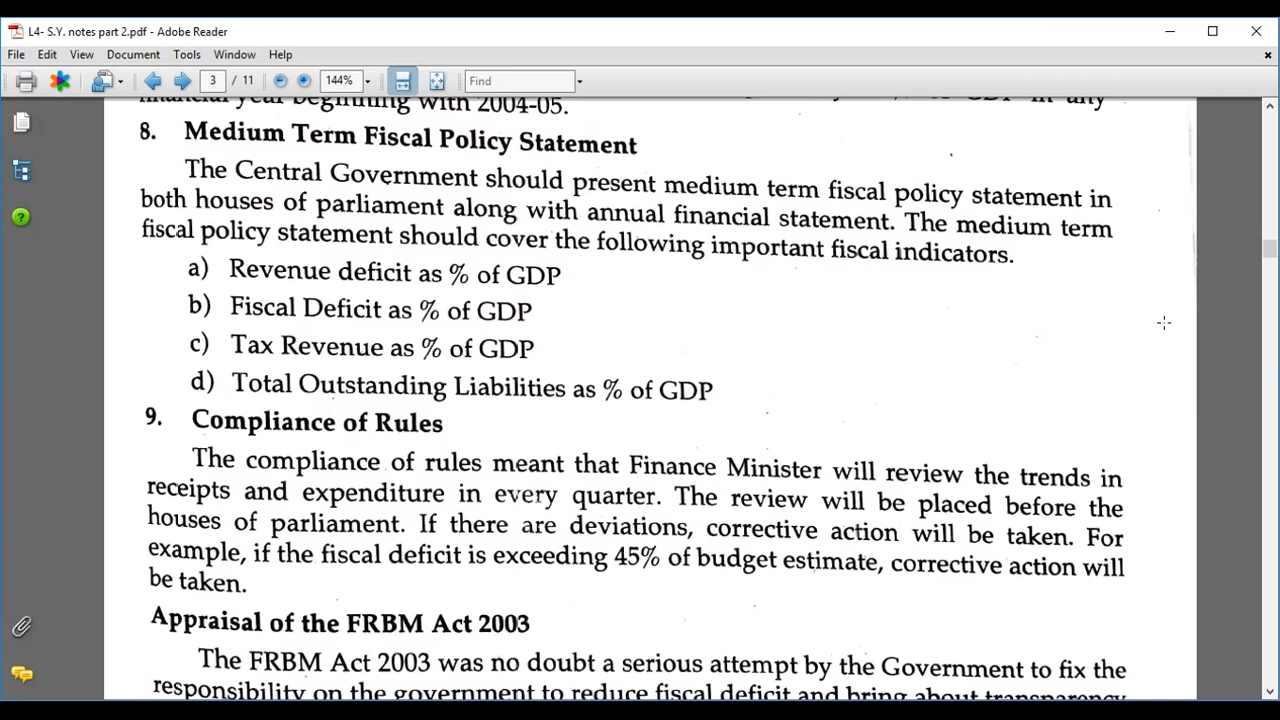 L4- S.Y. notes part 2.pdf - Adobe Reader
File Edit View Document Tools Window Help
3 / 11 144% Find
financial year beginning with 2004-05. GDP in any
8. Medium Term Fiscal Policy Statement
The Central Government should present medium term fiscal policy statement in
both houses of parliament along with annual financial statement. The medium term
fiscal policy statement should cover the following important fiscal indicators.
a) Revenue deficit as % of GDP
b) Fiscal Deficit as % of GDP
c) Tax Revenue as % of GDP
d) Total Outstanding Liabilities as % of GDP
9. Compliance of Rules
The compliance of rules meant that Finance Minister will review the trends in
receipts and expenditure in every quarter. The review will be placed before the
houses of parliament. If there are deviations, corrective action will be taken. For
example, if the fiscal deficit is exceeding 45% of budget estimate, corrective action will
be taken.
Appraisal of the FRBM Act 2003
The FRBM Act 2003 was no doubt a serious attempt by the Government to fix the
responsibility on the government to reduce fiscal deficit and bring about transparency